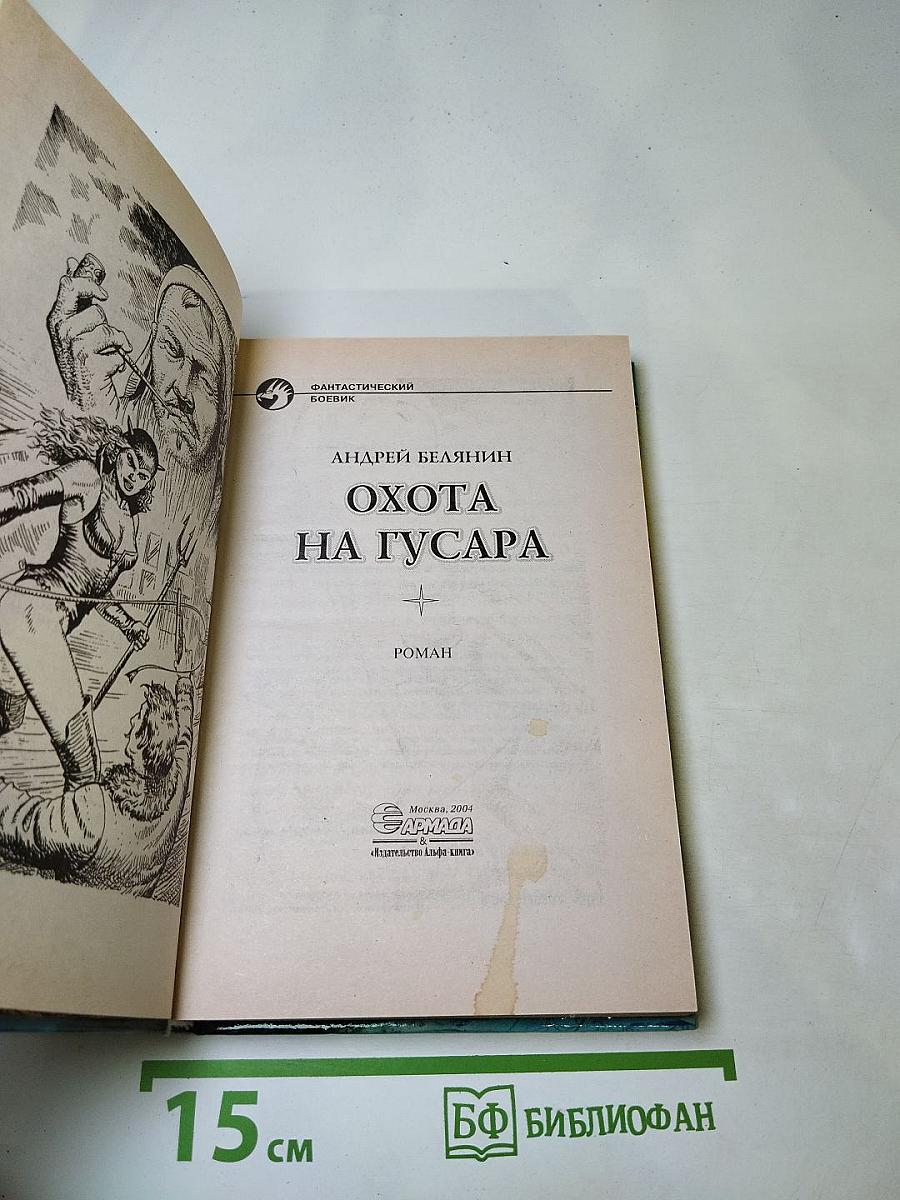 ФАНТАСТИЧЕСКИЙ
БОЕВИК
АНДРЕЙ БЕЛЯНИН
ОХОТА
НА ГУСАРА
РОМАН
Москва, 2004
АРМАДА
&
«Издательство Альфа-книга»
15 см
БФ БИБЛИОФАН